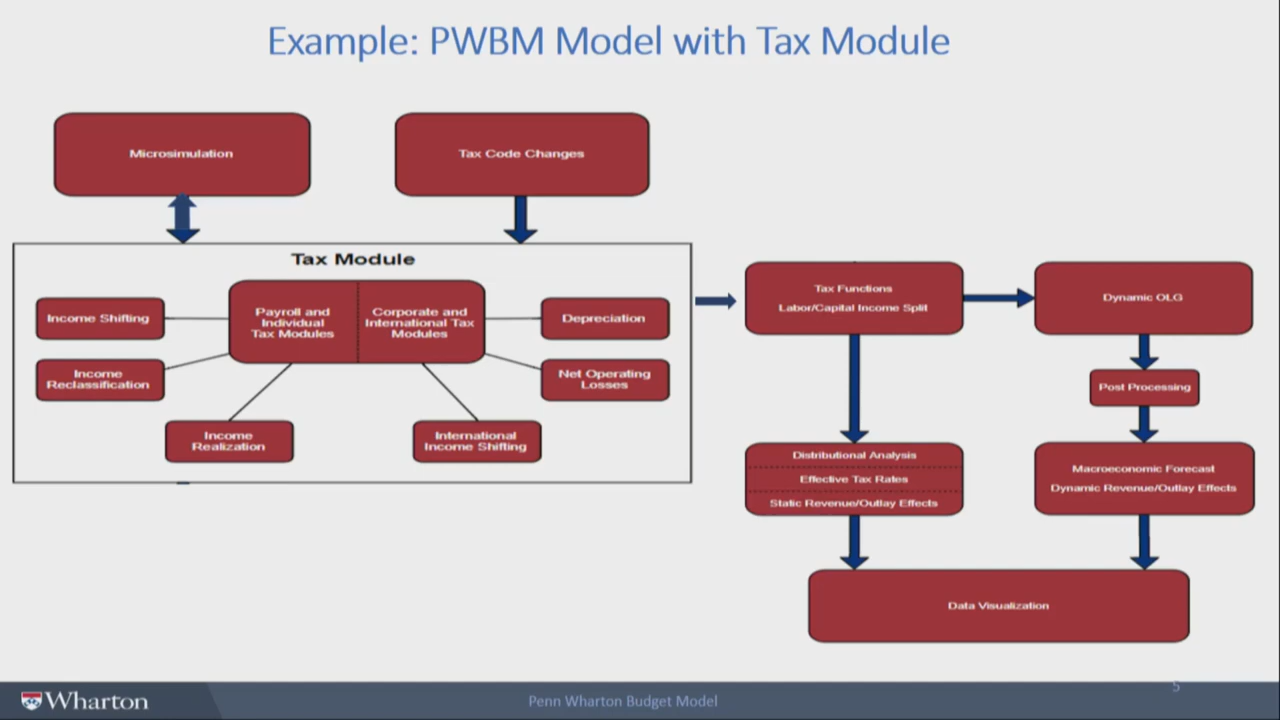 Example: PWBM Model with Tax Module
Microsimulation
Tax Code Changes
Tax Module
Income Shifting
Payroll and
Individual
Tax Modules
Corporate and
International Tax
Modules
Depreciation
Income
Reclassification
Net Operating
Losses
Income
Realization
International
Income Shifting
Tax Functions
Labor/Capital Income Split
Dynamic OLG
Post Processing
Distributional Analysis
Effective Tax Rates
Static Revenue/Outlay Effects
Macroeconomic Forecast
Dynamic Revenue/Outlay Effects
Data Visualization
Wharton
Penn Wharton Budget Model
5